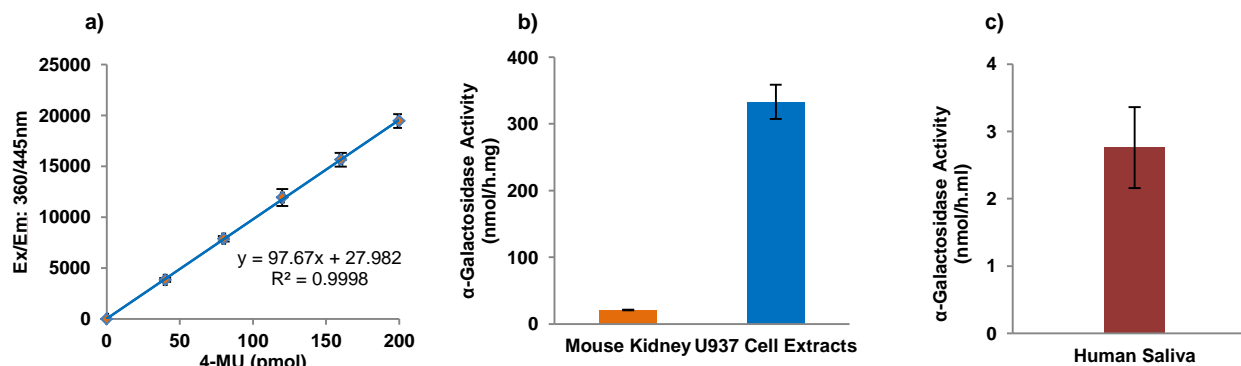 a)
Ex/Em: 360/445nm
25000
20000
15000
10000
5000
0
y = 97.67x + 27.982
R² = 0.9998
0 50 100 150 200
4-MU (pmol)
b)
α-Galactosidase Activity
(nmol/h.mg)
400
300
200
100
0
Mouse Kidney U937 Cell Extracts
c)
α-Galactosidase Activity
(nmol/h.ml)
4
3
2
1
0
Human Saliva